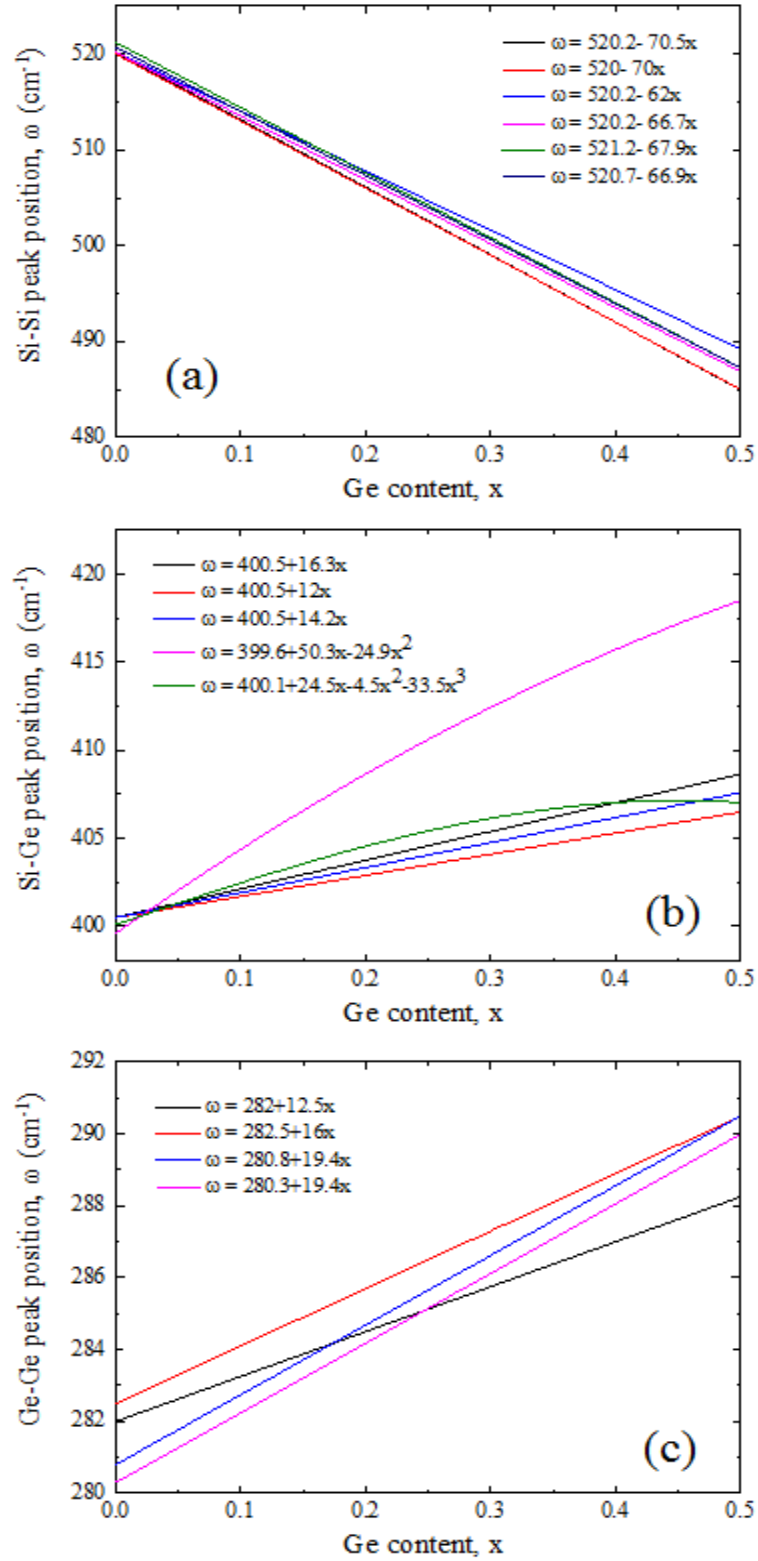 Si-Si peak position, ω (cm⁻¹)
520
510
500
490
480
ω = 520.2- 70.5x
ω = 520- 70x
ω = 520.2- 62x
ω = 520.2- 66.7x
ω = 521.2- 67.9x
ω = 520.7- 66.9x
(a)
0.0 0.1 0.2 0.3 0.4 0.5
Ge content, x
Si-Ge peak position, ω (cm⁻¹)
420
415
410
405
400
ω = 400.5+16.3x
ω = 400.5+12x
ω = 400.5+14.2x
ω = 399.6+50.3x-24.9x²
ω = 400.1+24.5x-4.5x²-33.5x³
(b)
0.0 0.1 0.2 0.3 0.4 0.5
Ge content, x
Ge-Ge peak position, ω (cm⁻¹)
292
290
288
286
284
282
280
ω = 282+12.5x
ω = 282.5+16x
ω = 280.8+19.4x
ω = 280.3+19.4x
(c)
0.0 0.1 0.2 0.3 0.4 0.5
Ge content, x